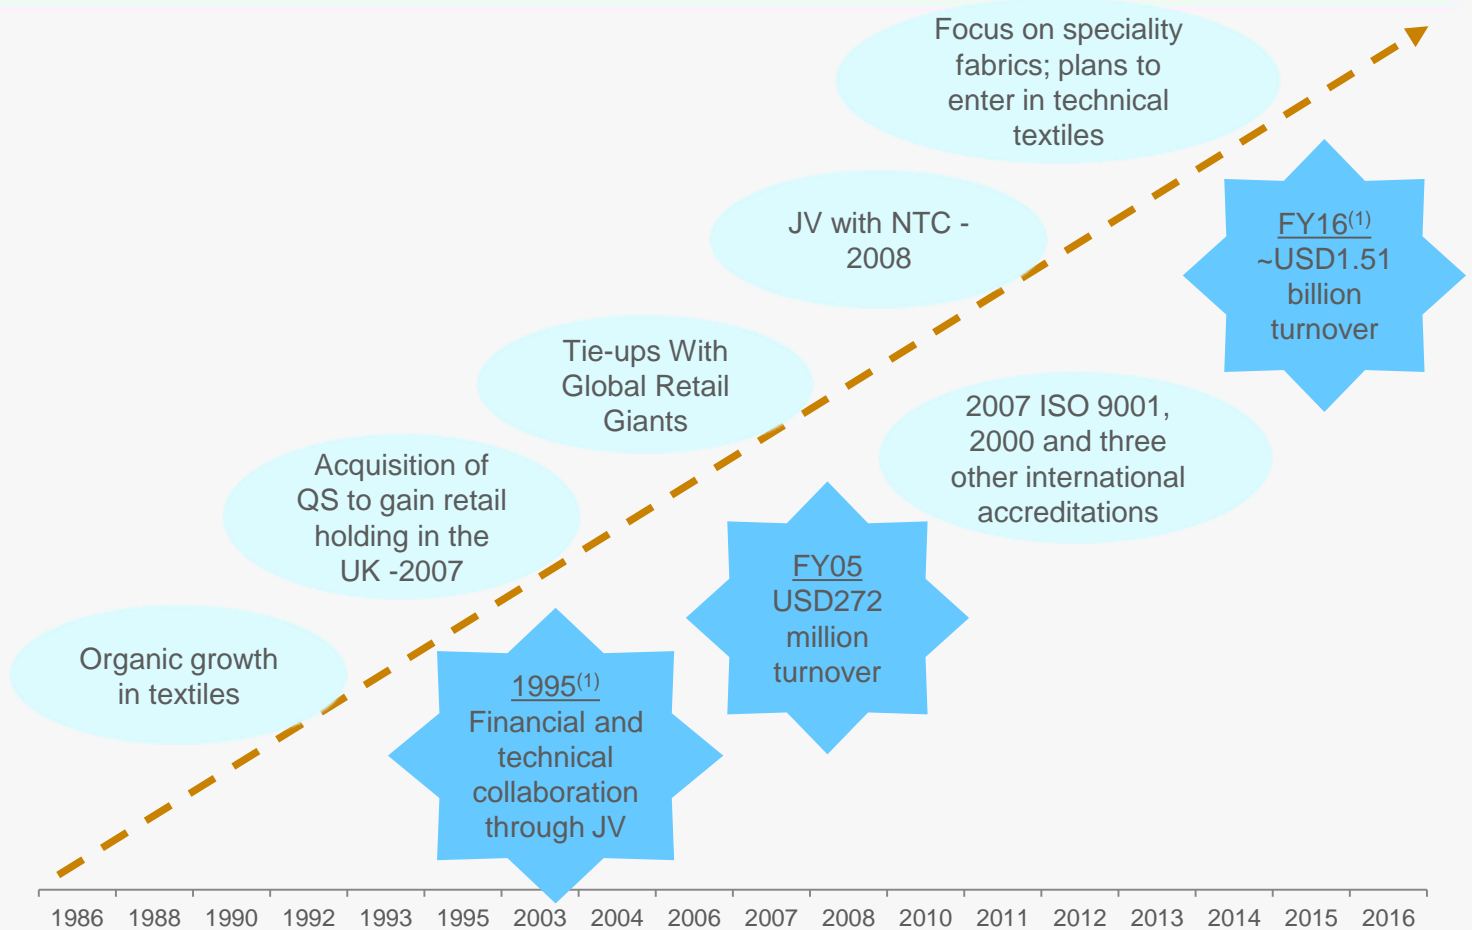 Focus on speciality
fabrics; plans to
enter in technical
textiles
JV with NTC -
2008
FY16(1)
~USD1.51
billion
turnover
Tie-ups With
Global Retail
Giants
2007 ISO 9001,
2000 and three
other international
accreditations
Acquisition of
QS to gain retail
holding in the
UK -2007
FY05
USD272
million
turnover
Organic growth
in textiles
1995(1)
Financial and
technical
collaboration
through JV
1986 1988 1990 1992 1993 1995 2003 2004 2006 2007 2008 2010 2011 2012 2013 2014 2015 2016